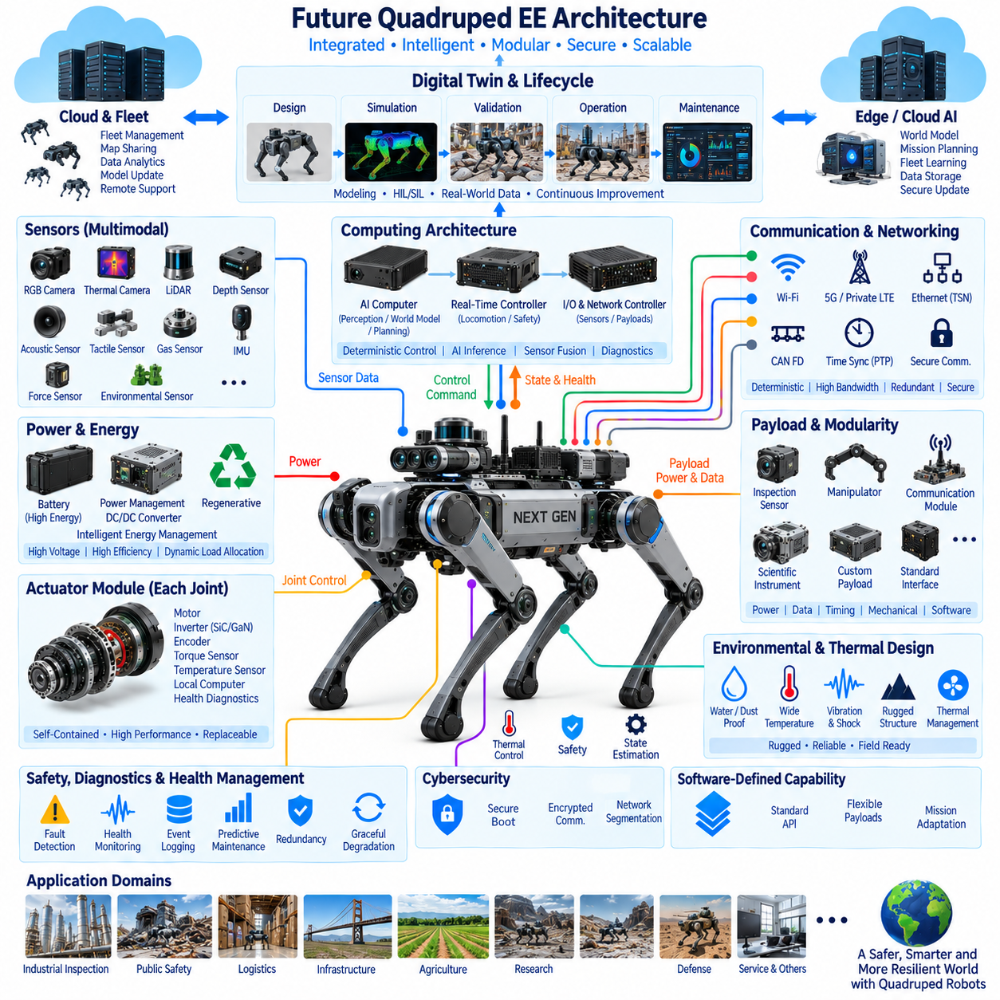 Future Quadruped EE Architecture
Integrated • Intelligent • Modular • Secure • Scalable
Cloud & Fleet
Fleet Management
Map Sharing
Data Analytics
Model Update
Remote Support
Digital Twin & Lifecycle
Design
Simulation
Validation
Operation
Maintenance
Modeling • HIL/SIL • Real-World Data • Continuous Improvement
Edge / Cloud AI
World Model
Mission Planning
Fleet Learning
Data Storage
Secure Update
Sensors (Multimodal)
RGB Camera
Thermal Camera
LiDAR
Depth Sensor
Acoustic Sensor
Tactile Sensor
Gas Sensor
IMU
Force Sensor
Environmental Sensor
• • •
Computing Architecture
AI Computer
(Perception / World Model
/ Planning)
Real-Time Controller
(Locomotion / Safety)
I/O & Network Controller
(Sensors / Payloads)
Deterministic Control | AI Inference | Sensor Fusion | Diagnostics
Communication & Networking
Wi-Fi
5G / Private LTE
Ethernet (TSN)
CAN FD
Time Sync (PTP)
Secure Comm.
Deterministic | High Bandwidth | Redundant | Secure
Sensor Data
Control
Command
State & Health
Power & Energy
Battery
(High Energy)
Power Management
DC/DC Converter
Regenerative
Intelligent Energy Management
High Voltage | High Efficiency | Dynamic Load Allocation
Power
Payload
Power & Data
NEXT GEN
Payload & Modularity
Inspection
Sensor
Manipulator
Communication
Module
Scientific
Instrument
Custom
Payload
Standard
Interface
• • •
Power | Data | Timing | Mechanical | Software
Actuator Module (Each Joint)
Motor
Inverter (SiC/GaN)
Encoder
Torque Sensor
Temperature Sensor
Local Computer
Health Diagnostics
Self-Contained • High Performance • Replaceable
Joint Control
Environmental & Thermal Design
Water / Dust
Proof
Wide
Temperature
Vibration
& Shock
Rugged
Structure
Thermal
Management
Rugged • Reliable • Field Ready
Thermal
Control
Safety
State
Estimation
Safety, Diagnostics & Health Management
Fault
Detection
Health
Monitoring
Event
Logging
Predictive
Maintenance
Redundancy
Graceful
Degradation
Cybersecurity
Secure
Boot
Encrypted
Comm.
Network
Segmentation
Software-Defined Capability
Standard
API
Flexible
Payloads
Mission
Adaptation
Application Domains
Industrial Inspection
Public Safety
Logistics
Infrastructure
Agriculture
Research
Defense
Service & Others
• • •
A Safer, Smarter and
More Resilient World
with Quadruped Robots